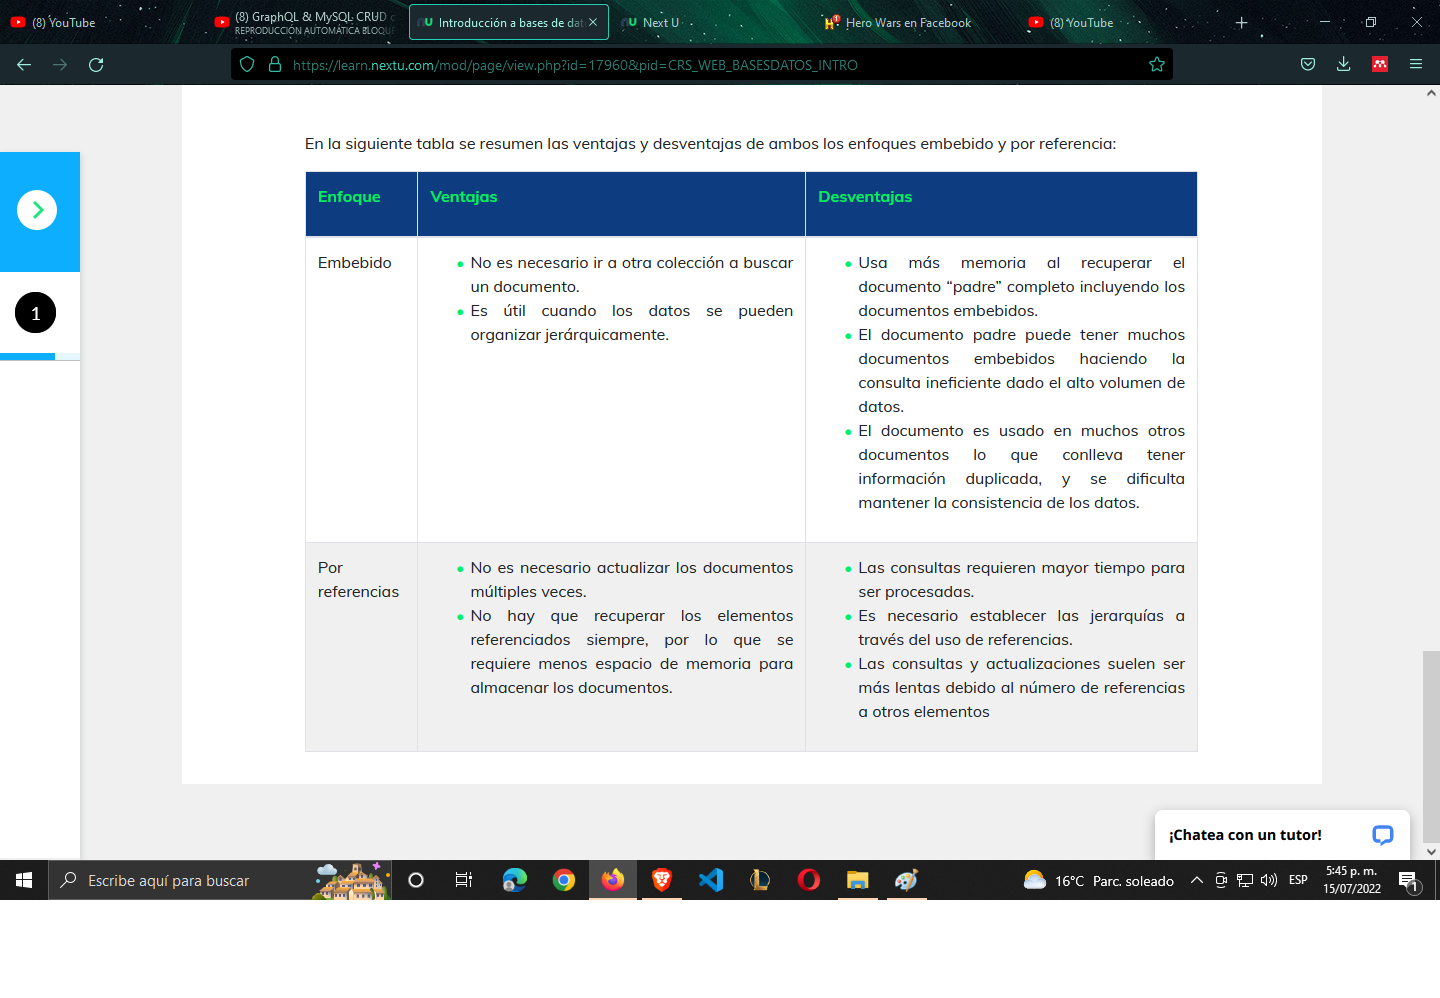 (8) YouTube
(8) GraphQL & MySQL CRUD
REPRODUCCIÓN AUTOMÁTICA BLOQUE
Introducción a bases de dat
Next U
Hero Wars en Facebook
(8) YouTube
https://learn.nextu.com/mod/page/view.php?id=17960&pid=CRS_WEB_BASESDATOS_INTRO
1
En la siguiente tabla se resumen las ventajas y desventajas de ambos los enfoques embebido y por referencia:
Enfoque
Ventajas
Desventajas
Embebido
No es necesario ir a otra colección a buscar
un documento.
Es útil cuando los datos se pueden
organizar jerárquicamente.
Usa más memoria al recuperar el
documento “padre” completo incluyendo los
documentos embebidos.
El documento padre puede tener muchos
documentos embebidos haciendo la
consulta ineficiente dado el alto volumen de
datos.
El documento es usado en muchos otros
documentos lo que conlleva tener
información duplicada, y se dificulta
mantener la consistencia de los datos.
Por
referencias
No es necesario actualizar los documentos
múltiples veces.
No hay que recuperar los elementos
referenciados siempre, por lo que se
requiere menos espacio de memoria para
almacenar los documentos.
Las consultas requieren mayor tiempo para
ser procesadas.
Es necesario establecer las jerarquías a
través del uso de referencias.
Las consultas y actualizaciones suelen ser
más lentas debido al número de referencias
a otros elementos
¡Chatea con un tutor!
Escribe aquí para buscar
16°C Parc. soleado
ESP
5:45 p. m.
15/07/2022
1